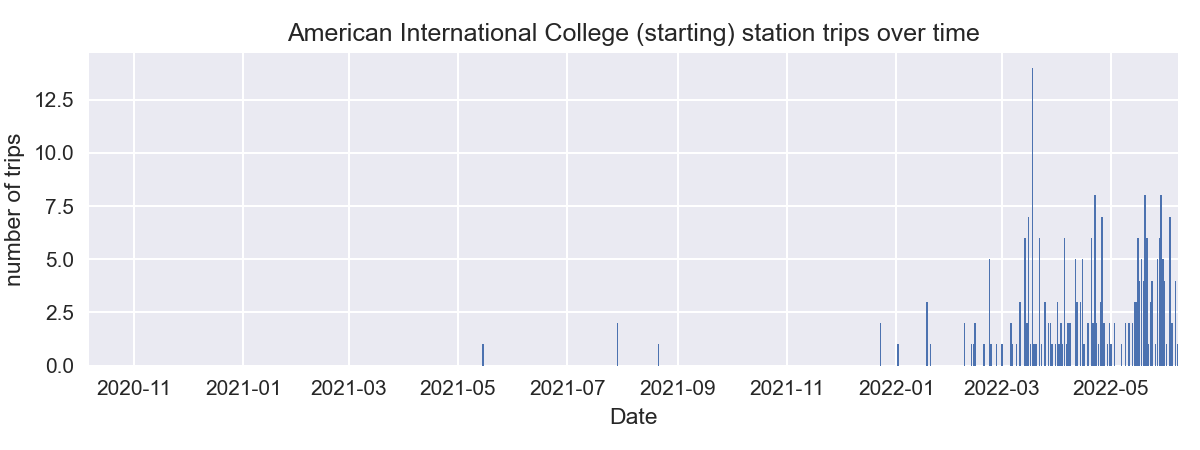 American International College (starting) station trips over time
number of trips
12.5
10.0
7.5
5.0
2.5
0.0
2020-11 2021-01 2021-03 2021-05 2021-07 2021-09 2021-11 2022-01 2022-03 2022-05
Date